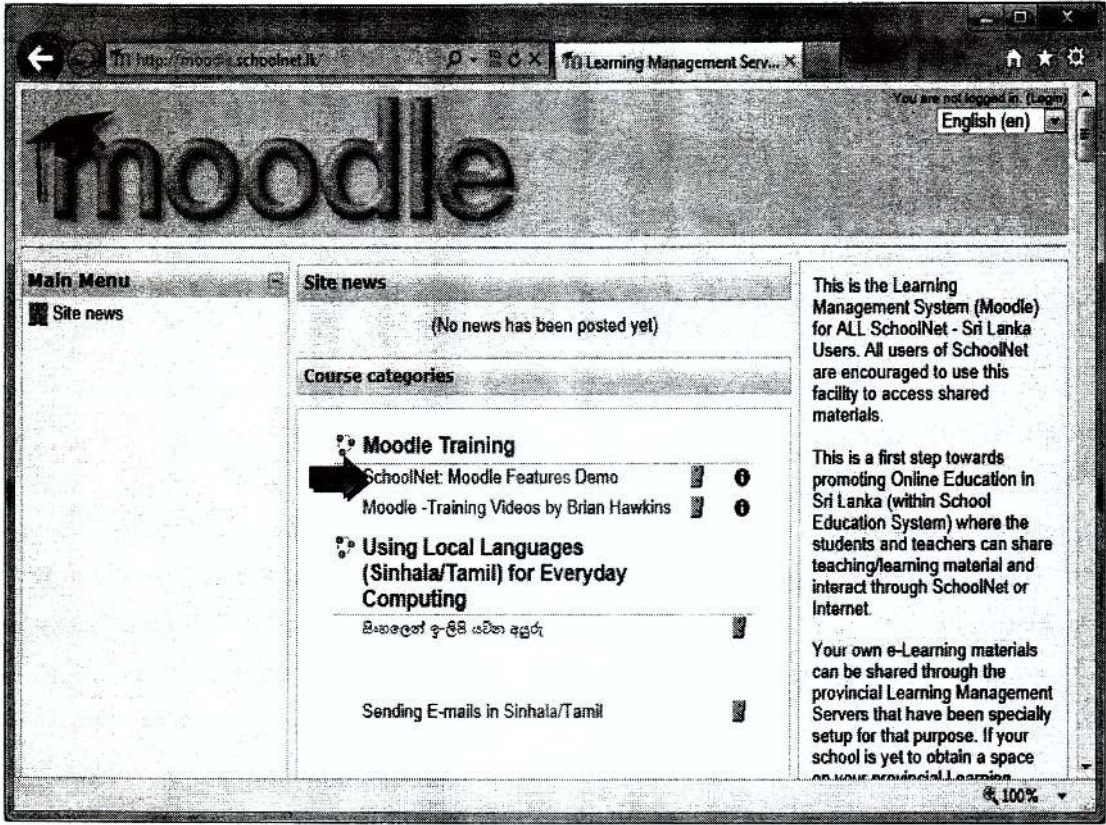 http://moodle.schoolnet.lk/
Learning Management Serv...
You are not logged in. (Login)
English (en)
moodle
Main Menu
Site news
Site news
(No news has been posted yet)
Course categories
Moodle Training
SchoolNet: Moodle Features Demo
Moodle -Training Videos by Brian Hawkins
Using Local Languages
(Sinhala/Tamil) for Everyday
Computing
සිංහලෙන් ඉ-ලිපි යවන අයුරු
Sending E-mails in Sinhala/Tamil
This is the Learning
Management System (Moodle)
for ALL SchoolNet - Sri Lanka
Users. All users of SchoolNet
are encouraged to use this
facility to access shared
materials.
This is a first step towards
promoting Online Education in
Sri Lanka (within School
Education System) where the
students and teachers can share
teaching/learning material and
interact through SchoolNet or
Internet.
Your own e-Learning materials
can be shared through the
provincial Learning Management
Servers that have been specially
setup for that purpose. If your
school is yet to obtain a space
on your provincial Learning
100%